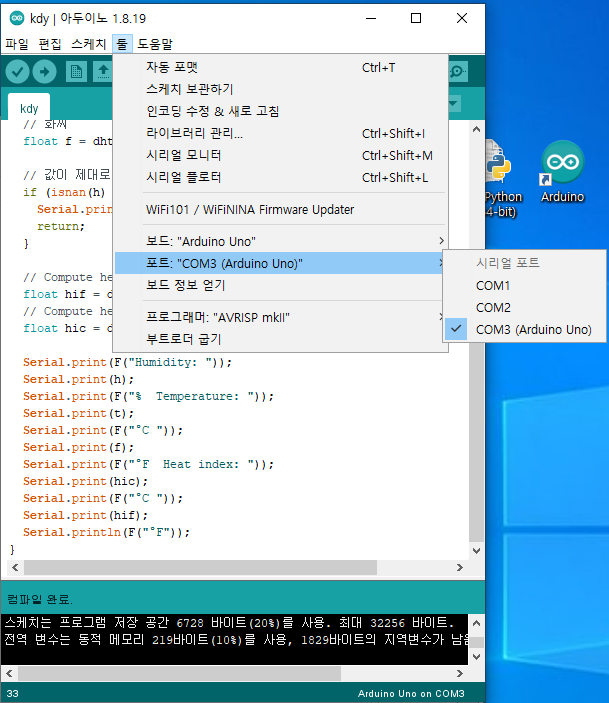 kdy | 아두이노 1.8.19
파일 편집 스케치 툴 도움말
kdy
// 화씨
float f = dht
// 값이 제대로
if (isnan(h)
Serial.prin
return;
}
// Compute he
float hif = d
// Compute he
float hic = d
Serial.print(F("Humidity: "));
Serial.print(h);
Serial.print(F("%  Temperature: "));
Serial.print(t);
Serial.print(F("°C "));
Serial.print(f);
Serial.print(F("°F  Heat index: "));
Serial.print(hic);
Serial.print(F("°C "));
Serial.print(hif);
Serial.println(F("°F"));
}
자동 포맷 Ctrl+T
스케치 보관하기
인코딩 수정 & 새로 고침
라이브러리 관리... Ctrl+Shift+I
시리얼 모니터 Ctrl+Shift+M
시리얼 플로터 Ctrl+Shift+L
WiFi101 / WiFiNINA Firmware Updater
보드: "Arduino Uno"
포트: "COM3 (Arduino Uno)"
보드 정보 얻기
프로그래머: "AVRISP mkII"
부트로더 굽기
시리얼 포트
COM1
COM2
COM3 (Arduino Uno)
Python
4-bit)
Arduino
컴파일 완료.
스케치는 프로그램 저장 공간 6728 바이트(20%)를 사용. 최대 32256 바이트.
전역 변수는 동적 메모리 219바이트(10%)를 사용, 1829바이트의 지역변수가 남음
33
Arduino Uno on COM3